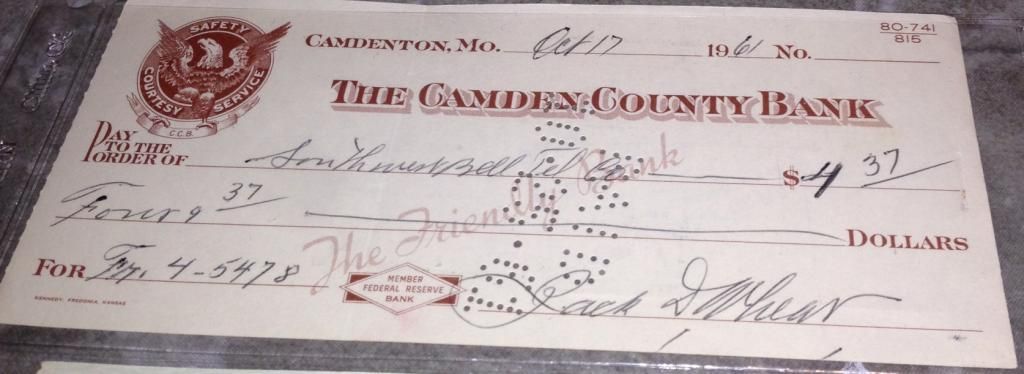 SAFETY
COURTESY SERVICE
C.C.B.
CAMDENTON, MO. Oct 17 1961 NO.
80-741
815
THE CAMDEN COUNTY BANK
PAY TO THE ORDER OF Southwest Bell Tel Co. $4 37
Four & 37 DOLLARS
The Friendly Bank
FOR 4-5478
MEMBER
FEDERAL RESERVE
BANK
KENNEDY, FREDONIA, KANSAS